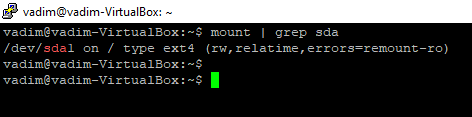 vadim@vadim-VirtualBox: ~
vadim@vadim-VirtualBox:~$ mount | grep sda
/dev/sda1 on / type ext4 (rw,relatime,errors=remount-ro)
vadim@vadim-VirtualBox:~$
vadim@vadim-VirtualBox:~$